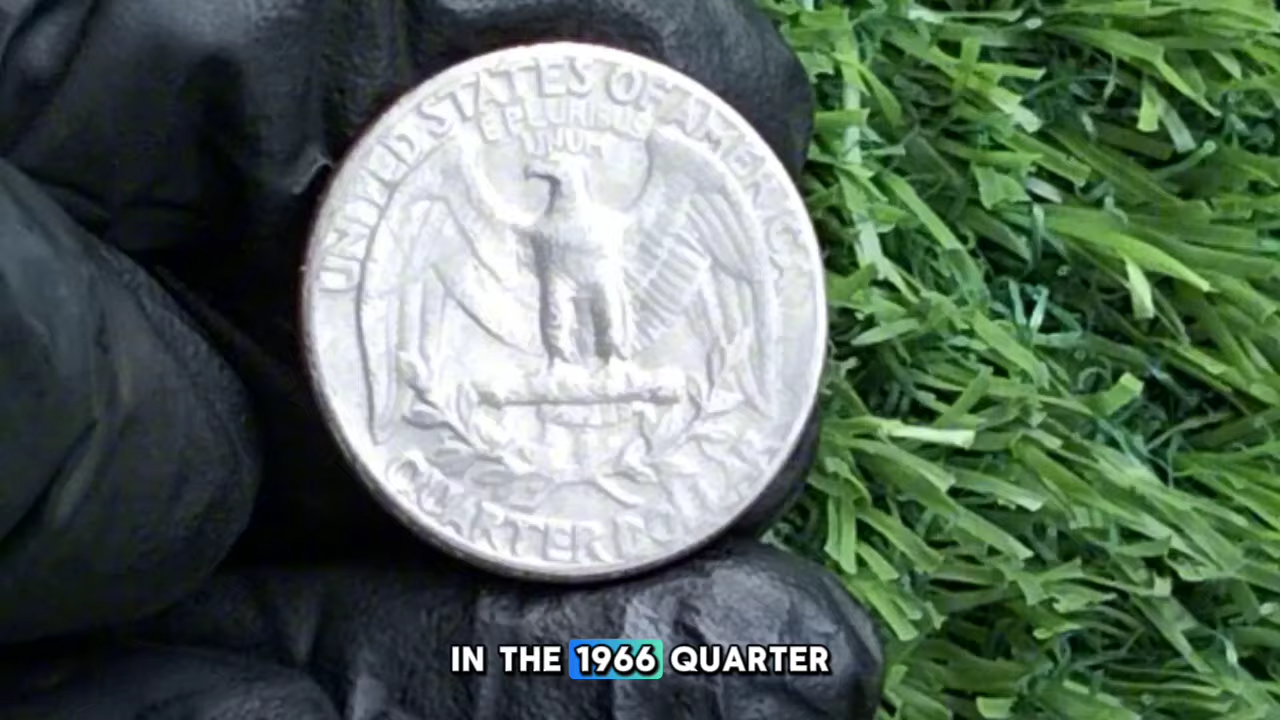 UNITED STATES OF AMERICA
E PLURIBUS
UNUM
QUARTER DOLLAR
IN THE 1966 QUARTER